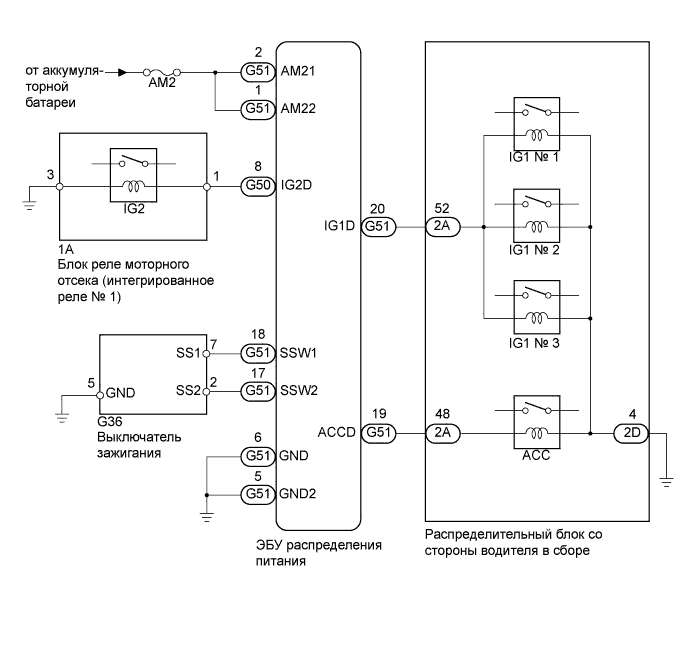 от аккумуля-
торной
батареи
AM2
2
G51
AM21
1
G51
AM22
3
IG2
1
8
G50
IG2D
1A
Блок реле моторного
отсека (интегрированное
реле № 1)
IG1D
20
G51
52
2A
IG1 № 1
IG1 № 2
IG1 № 3
SS1
7
18
G51
SSW1
5
GND
SS2
2
17
G51
SSW2
G36
Выключатель
зажигания
ACCD
19
G51
48
2A
ACC
4
2D
6
G51
GND
5
G51
GND2
ЭБУ распределения
питания
Распределительный блок со
стороны водителя в сборе